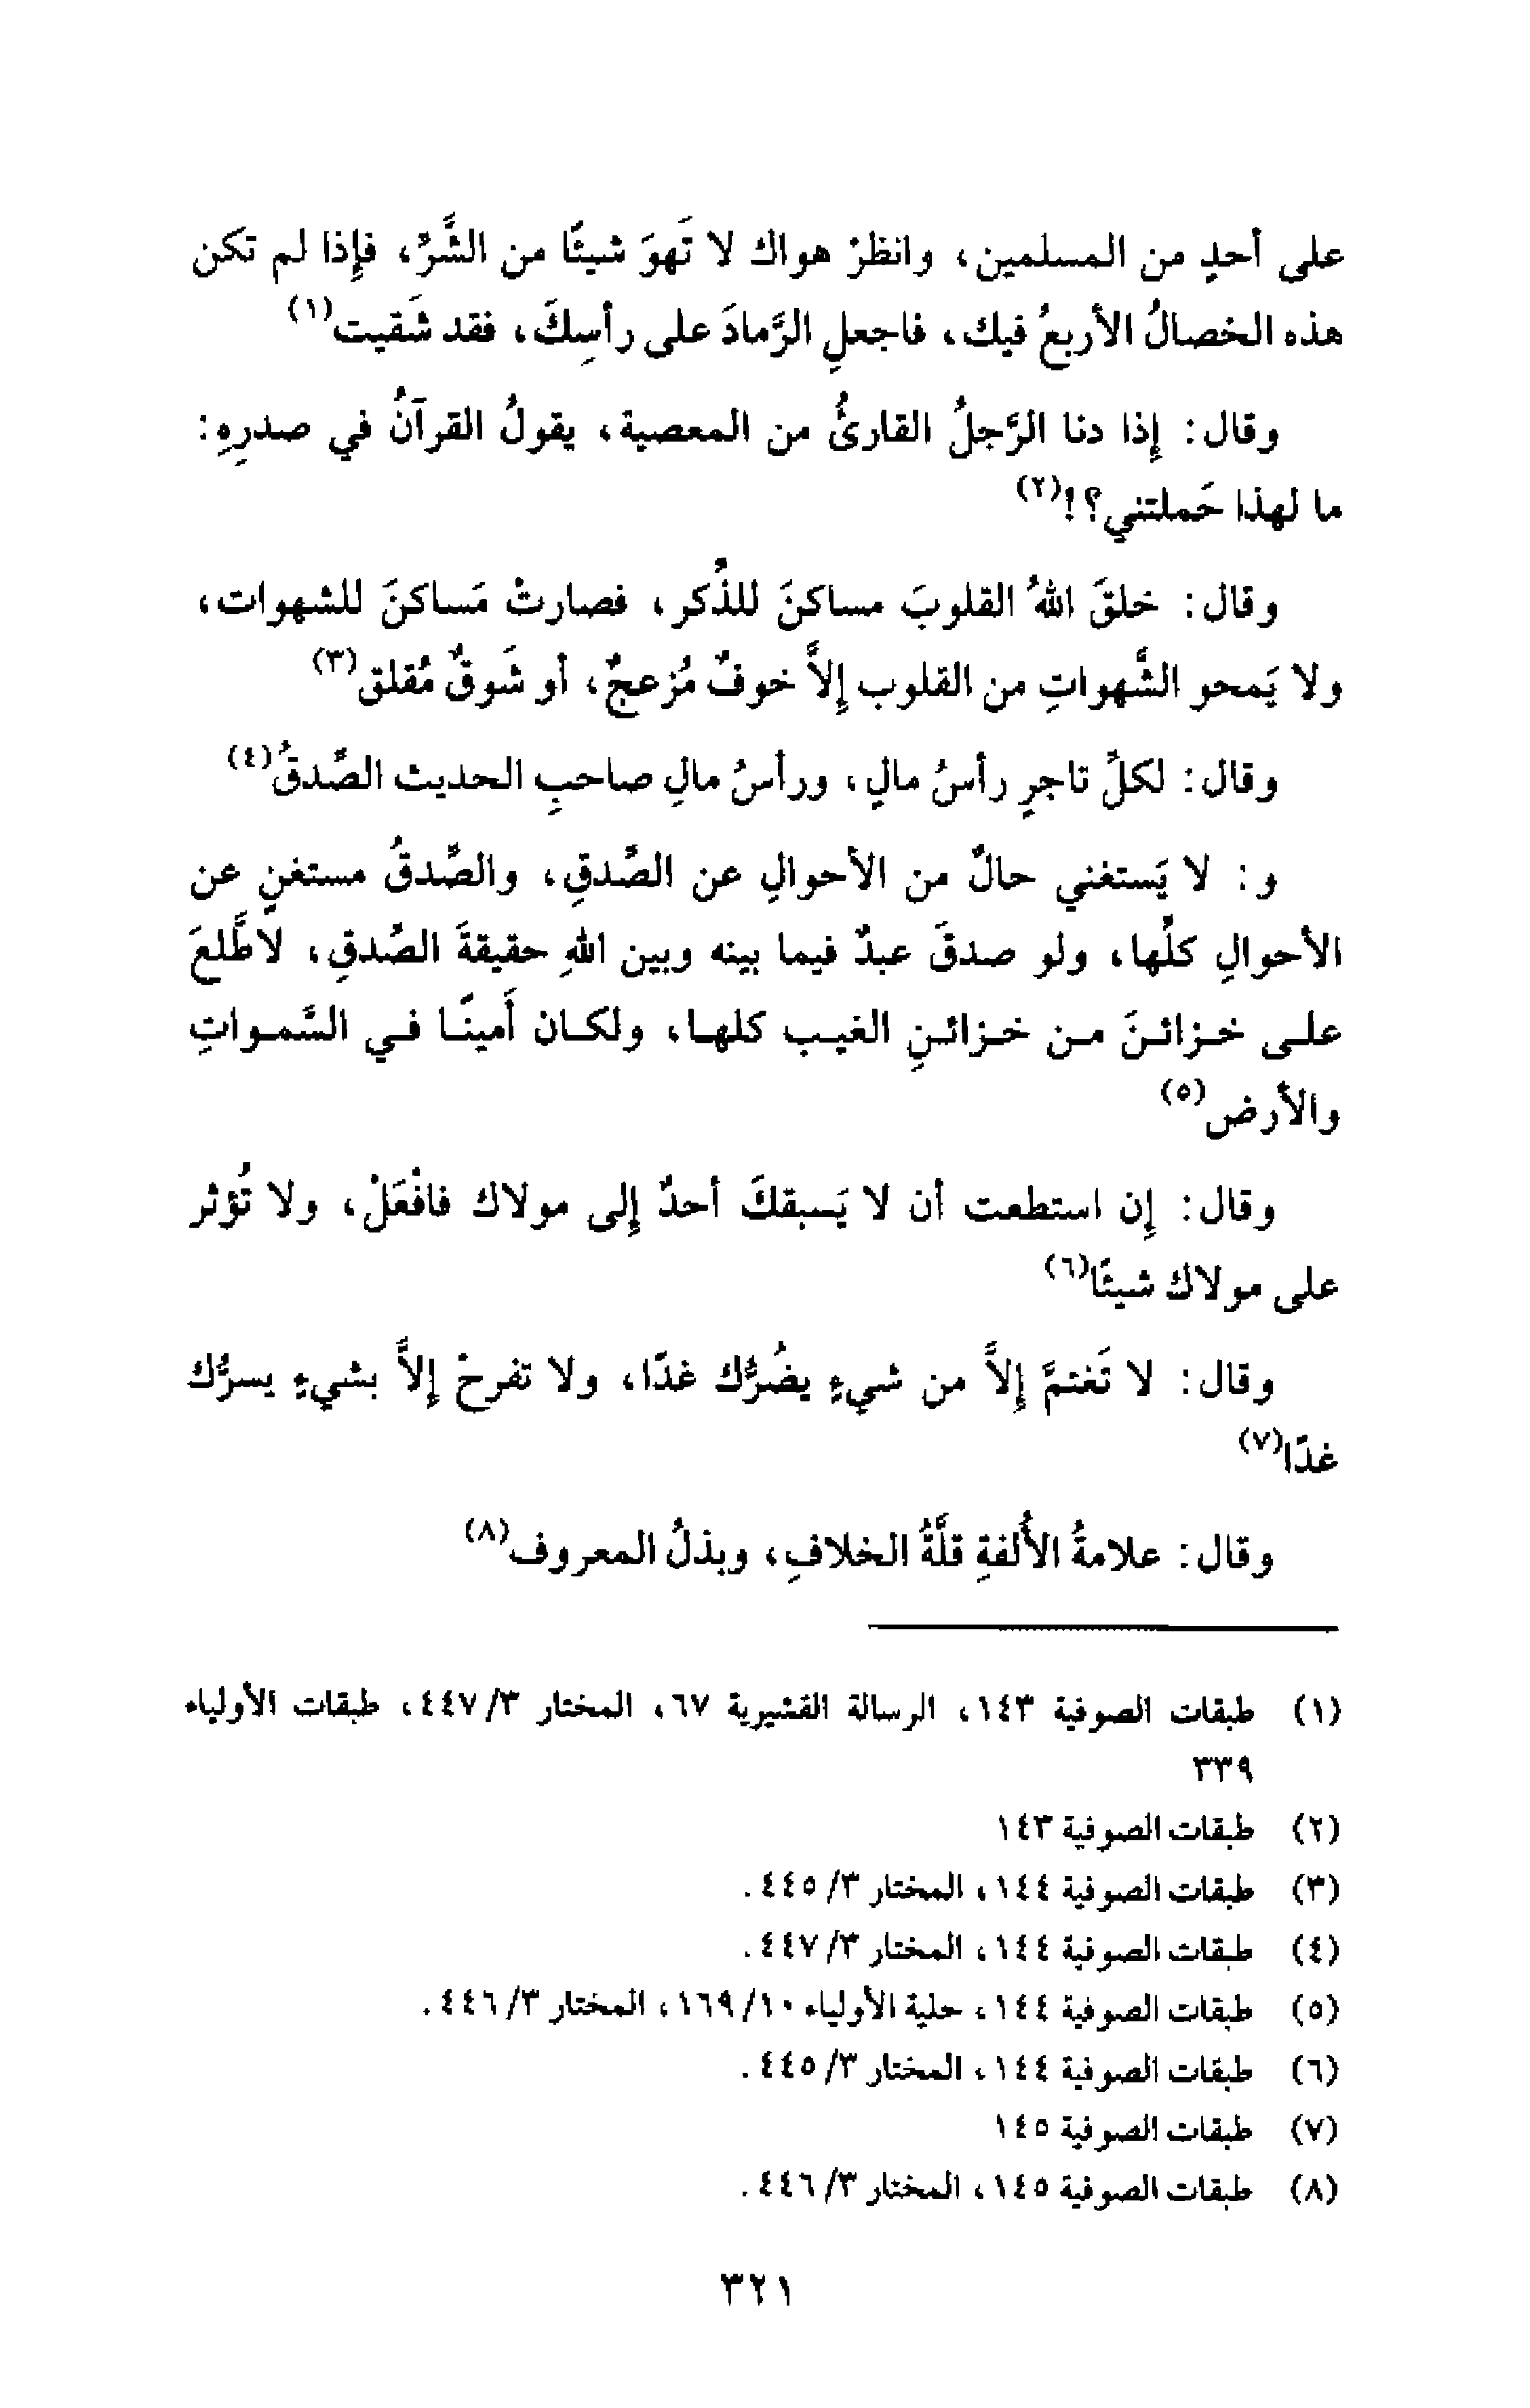 على أحدٍ من المسلمين، وانظرْ هواك لا تَهوَ شيئًا من الشَّرِّ، فإذا لم تكن
هذه الخصالُ الأربعُ فيك، فاجعلِ الرَّمادَ على رأسِكَ، فقد شَقيت(١)
وقال: إذا دنا الرَّجلُ القارئُ من المعصية، يقولُ القرآنُ في صدرِهِ:
ما لهذا حَملتني؟!(٢)
وقال: خلقَ اللهُ القلوبَ مساكنَ للذِّكر، فصارتْ مَساكنَ للشهوات،
ولا يَمحو الشَّهواتِ من القلوب إلاَّ خوفٌ مُزعجٌ، أو شَوقٌ مُقلق(٣)
وقال: لكلِّ تاجرٍ رأسُ مالٍ، ورأسُ مالِ صاحبِ الحديث الصِّدقُ(٤)
و: لا يَستغني حالٌ من الأحوالِ عن الصِّدقِ، والصِّدقُ مستغنٍ عن
الأحوالِ كلِّها، ولو صدقَ عبدٌ فيما بينه وبين اللهِ حقيقةَ الصِّدقِ، لاطَّلعَ
على خزائنَ من خزائنِ الغيب كلها، ولكان أَمينًا في السَّمواتِ
والأرض(٥)
وقال: إن استطعت أن لا يَسبقكَ أحدٌ إلى مولاك فافْعَلْ، ولا تُؤثر
على مولاك شيئًا(٦)
وقال: لا تَغتمَّ إلاَّ من شيءٍ يضُرُّك غدًا، ولا تفرحْ إلاَّ بشيءٍ يسرُّك
غدًا(٧)
وقال: علامةُ الأُلفةِ قلَّةُ الخلافِ، وبذلُ المعروف(٨)
(١) طبقات الصوفية ١٤٣، الرسالة القشيرية ٦٧، المختار ٣/٤٤٧، طبقات الأولياء
٣٣٩
(٢) طبقات الصوفية ١٤٣
(٣) طبقات الصوفية ١٤٤، المختار ٣/٤٤٥.
(٤) طبقات الصوفية ١٤٤، المختار ٣/٤٤٧.
(٥) طبقات الصوفية ١٤٤، حلية الأولياء ١٠/١٦٩، المختار ٣/٤٤٦.
(٦) طبقات الصوفية ١٤٤، المختار ٣/٤٤٥.
(٧) طبقات الصوفية ١٤٥
(٨) طبقات الصوفية ١٤٥، المختار ٣/٤٤٦.
٣٢١